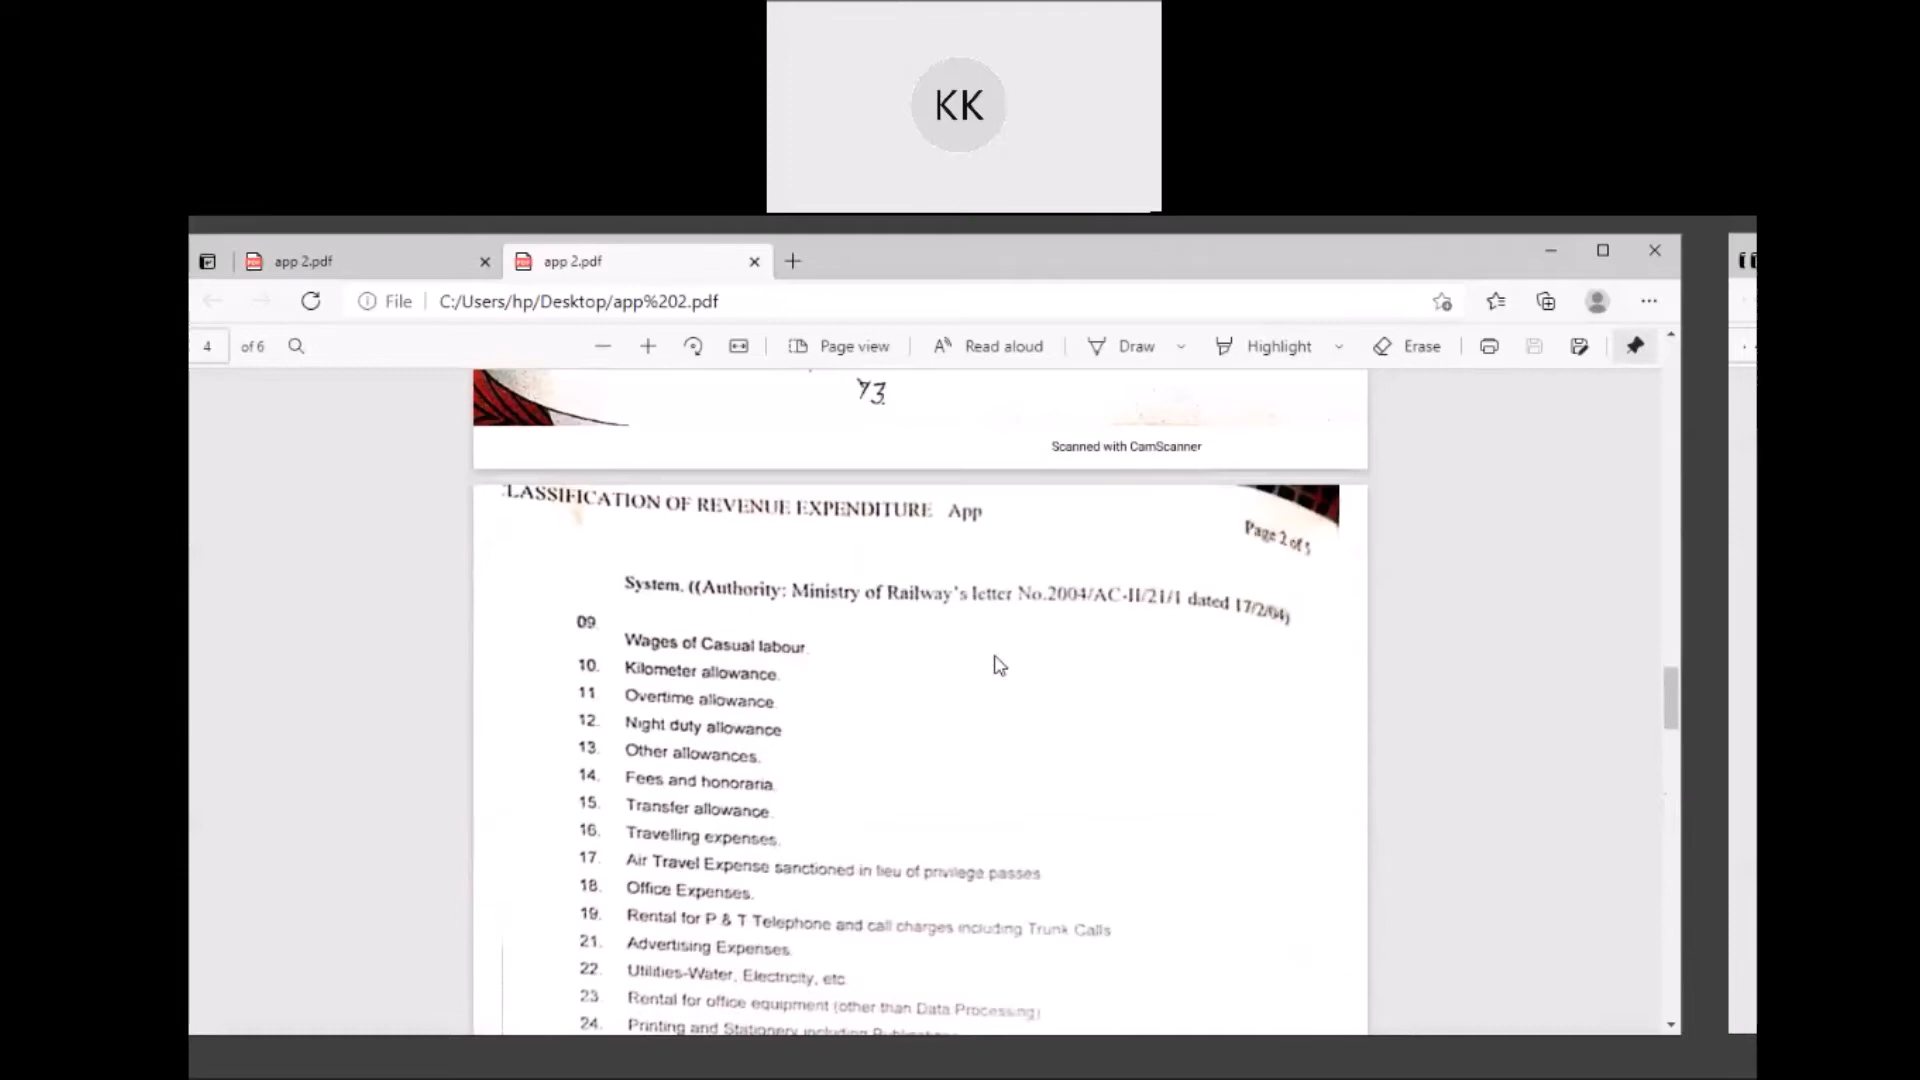 KK
app 2.pdf
app 2.pdf
File
C:/Users/hp/Desktop/app%202.pdf
4 of 6
Page view
Read aloud
Draw
Highlight
Erase
73
Scanned with CamScanner
LASSIFICATION OF REVENUE EXPENDITURE App
Page 2 of 5
System. ((Authority: Ministry of Railway's letter No.2004/AC-II/21/1 dated 17/2/04)
09. Wages of Casual labour.
10. Kilometer allowance.
11 Overtime allowance
12. Night duty allowance
13. Other allowances.
14. Fees and honoraria.
15. Transfer allowance.
16. Travelling expenses.
17. Air Travel Expense sanctioned in lieu of privilege passes
18. Office Expenses.
19. Rental for P & T Telephone and call charges including Trunk Calls
21. Advertising Expenses.
22. Utilities-Water, Electricity, etc
23. Rental for office equipment (other than Data Processing)
24. Printing and Stationery including